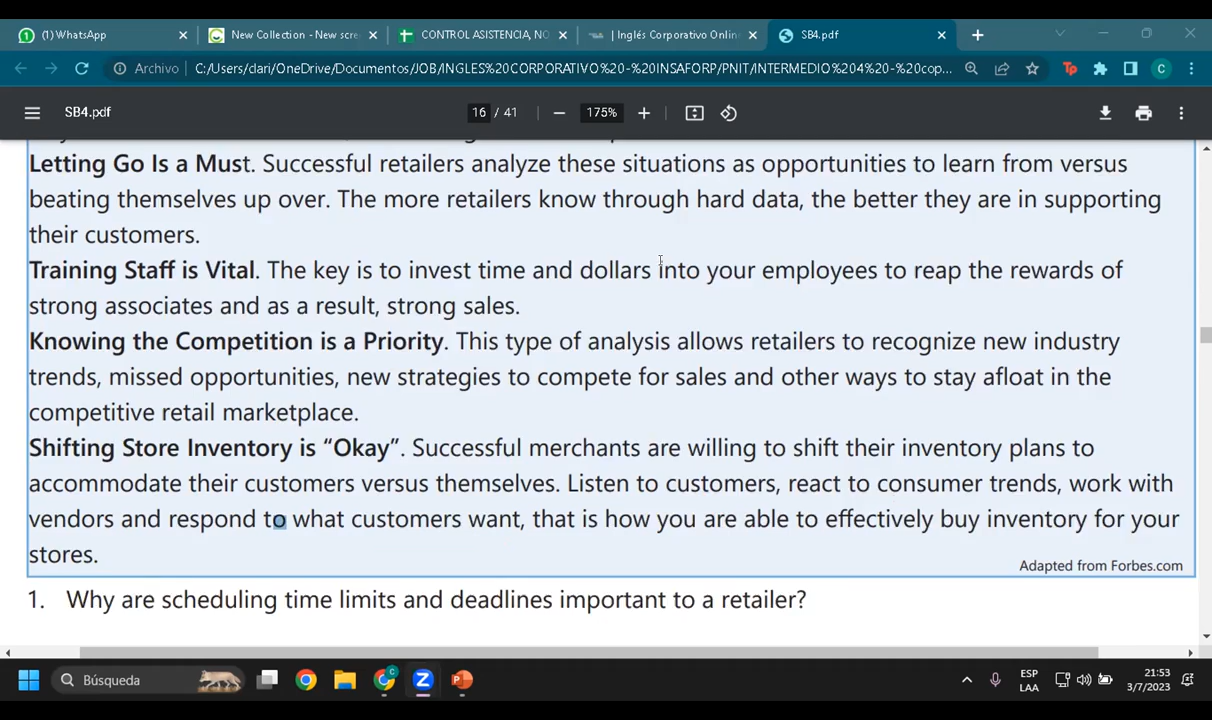 (1) WhatsApp
New Collection - New scre
CONTROL ASISTENCIA, NO
| Inglés Corporativo Onlin
SB4.pdf
Archivo
C:/Users/clari/OneDrive/Documentos/JOB/INGLES%20CORPORATIVO%20-%20INSAFORP/PNIT/INTERMEDIO%204%20-%20cop...
SB4.pdf
16 / 41
175%
Letting Go Is a Must. Successful retailers analyze these situations as opportunities to learn from versus
beating themselves up over. The more retailers know through hard data, the better they are in supporting
their customers.
Training Staff is Vital. The key is to invest time and dollars into your employees to reap the rewards of
strong associates and as a result, strong sales.
Knowing the Competition is a Priority. This type of analysis allows retailers to recognize new industry
trends, missed opportunities, new strategies to compete for sales and other ways to stay afloat in the
competitive retail marketplace.
Shifting Store Inventory is “Okay”. Successful merchants are willing to shift their inventory plans to
accommodate their customers versus themselves. Listen to customers, react to consumer trends, work with
vendors and respond to what customers want, that is how you are able to effectively buy inventory for your
stores.
Adapted from Forbes.com
1. Why are scheduling time limits and deadlines important to a retailer?
Búsqueda
ESP
LAA
21:53
3/7/2023